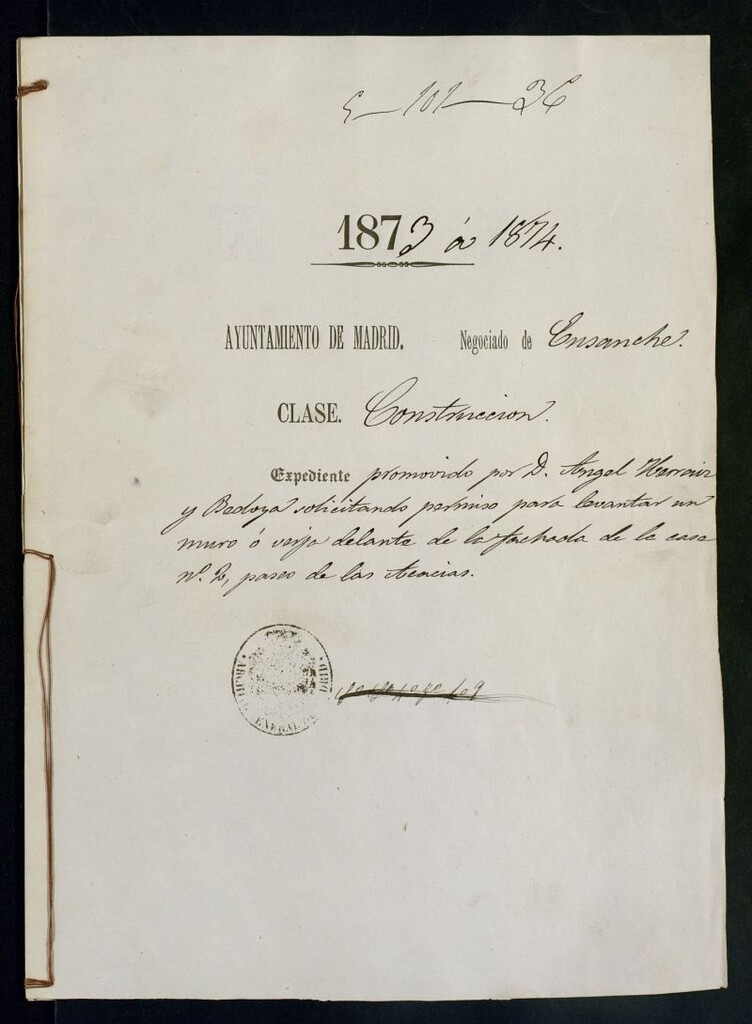 5-101-36
1873 á 1874.
AYUNTAMIENTO DE MADRID. Negociado de Ensanche.
CLASE. Construccion.
Expediente promovido por D. Angel Herraiz
y Bedoya solicitando permiso para levantar un
muro ó verja delante de la fachada de la casa
nº. 2, paseo de las Acacias.